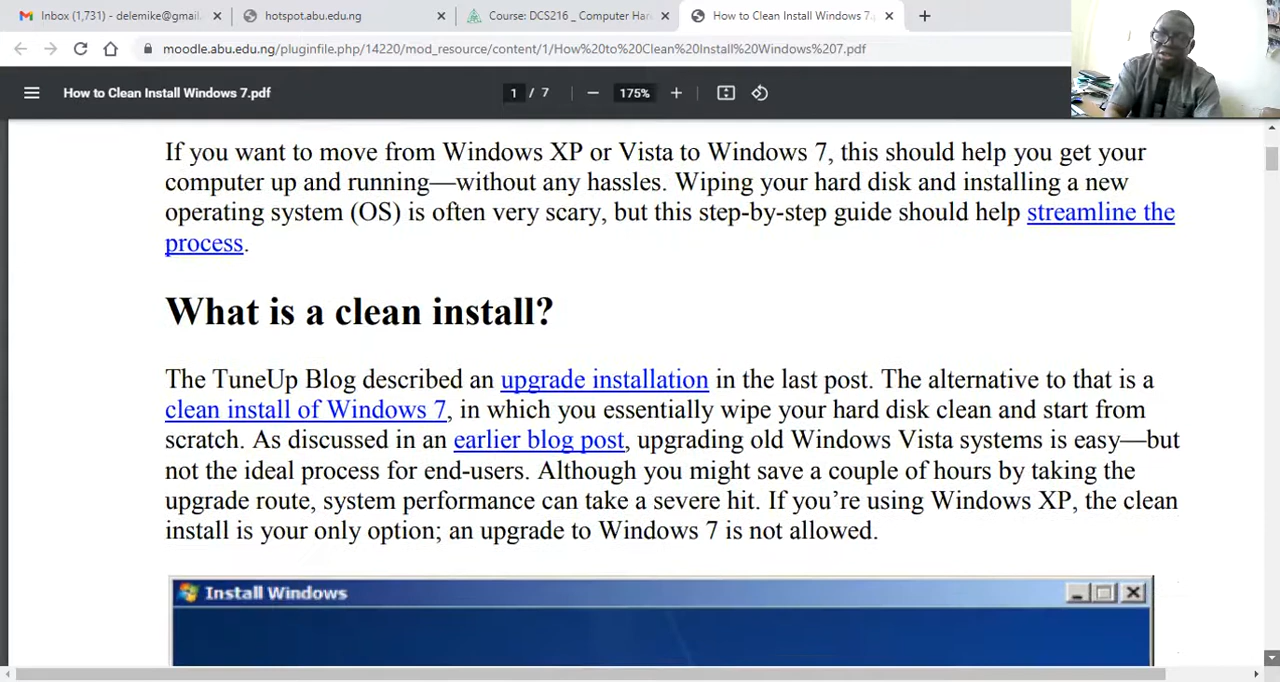 Inbox (1,731) - delemike@gmail.
hotspot.abu.edu.ng
Course: DCS216 _ Computer Har
How to Clean Install Windows 7.
moodle.abu.edu.ng/pluginfile.php/14220/mod_resource/content/1/How%20to%20Clean%20Install%20Windows%207.pdf
How to Clean Install Windows 7.pdf
1 / 7
175%
If you want to move from Windows XP or Vista to Windows 7, this should help you get your
computer up and running—without any hassles. Wiping your hard disk and installing a new
operating system (OS) is often very scary, but this step-by-step guide should help streamline the
process.
What is a clean install?
The TuneUp Blog described an upgrade installation in the last post. The alternative to that is a
clean install of Windows 7, in which you essentially wipe your hard disk clean and start from
scratch. As discussed in an earlier blog post, upgrading old Windows Vista systems is easy—but
not the ideal process for end-users. Although you might save a couple of hours by taking the
upgrade route, system performance can take a severe hit. If you’re using Windows XP, the clean
install is your only option; an upgrade to Windows 7 is not allowed.
Install Windows